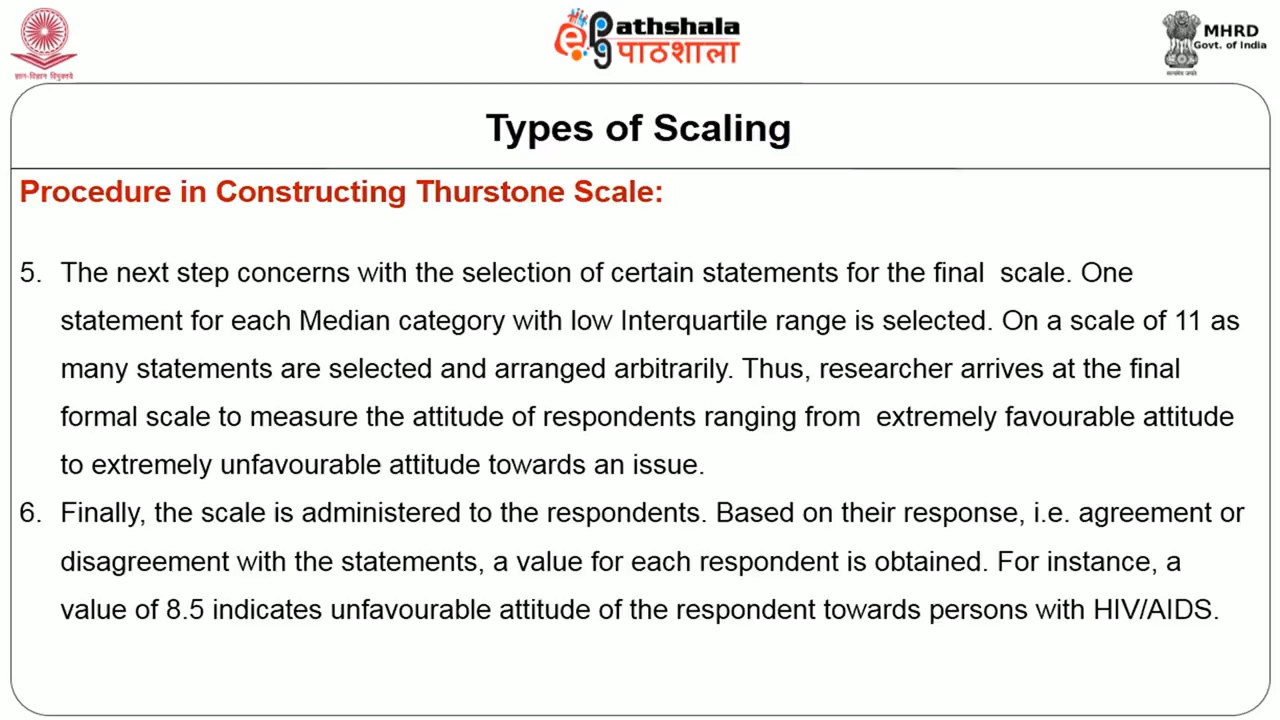 ज्ञान-विज्ञान विमुक्तये
ePathshala
पाठशाला
MHRD
Govt. of India
सत्यमेव जयते
Types of Scaling
Procedure in Constructing Thurstone Scale:
5. The next step concerns with the selection of certain statements for the final scale. One
statement for each Median category with low Interquartile range is selected. On a scale of 11 as
many statements are selected and arranged arbitrarily. Thus, researcher arrives at the final
formal scale to measure the attitude of respondents ranging from extremely favourable attitude
to extremely unfavourable attitude towards an issue.
6. Finally, the scale is administered to the respondents. Based on their response, i.e. agreement or
disagreement with the statements, a value for each respondent is obtained. For instance, a
value of 8.5 indicates unfavourable attitude of the respondent towards persons with HIV/AIDS.